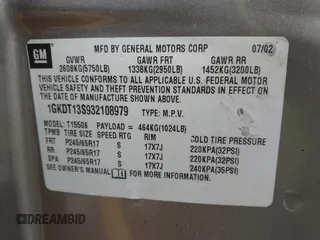 GM
MFD BY GENERAL MOTORS CORP 07/02
GVWR GAWR FRT GAWR RR
2608KG(5750LB) 1338KG(2950LB) 1452KG(3200LB)
THIS VEHICLE CONFORMS TO ALL APPLICABLE U.S. FEDERAL
MOTOR VEHICLE SAFETY AND THEFT PREVENTION STANDARDS
IN EFFECT ON THE DATE OF MANUFACTURE SHOWN ABOVE.
1GKDT13S932108979 TYPE: M.P.V.
MODEL: T15506 PAYLOAD = 464KG(1024LB)
TPMB TIRE SIZE SPEED RTG RIM COLD TIRE PRESSURE
FRT P245/65R17 S 17X7J 220KPA(32PSI)
RR P245/65R17 S 17X7J 220KPA(32PSI)
SPA P245/65R17 S 17X7J 240KPA(35PSI)
SEE OWNER'S MANUAL FOR MORE INFORMATION.
DREAMBID